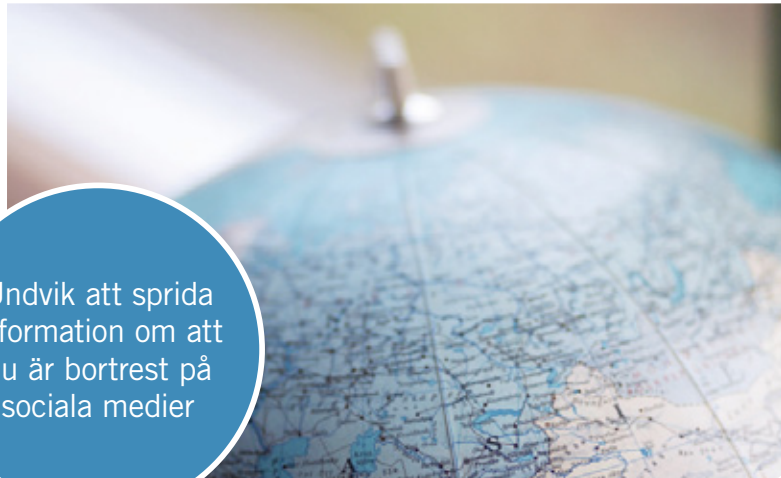 Undvik att sprida
formation om att
u är bortrest på
sociala medier